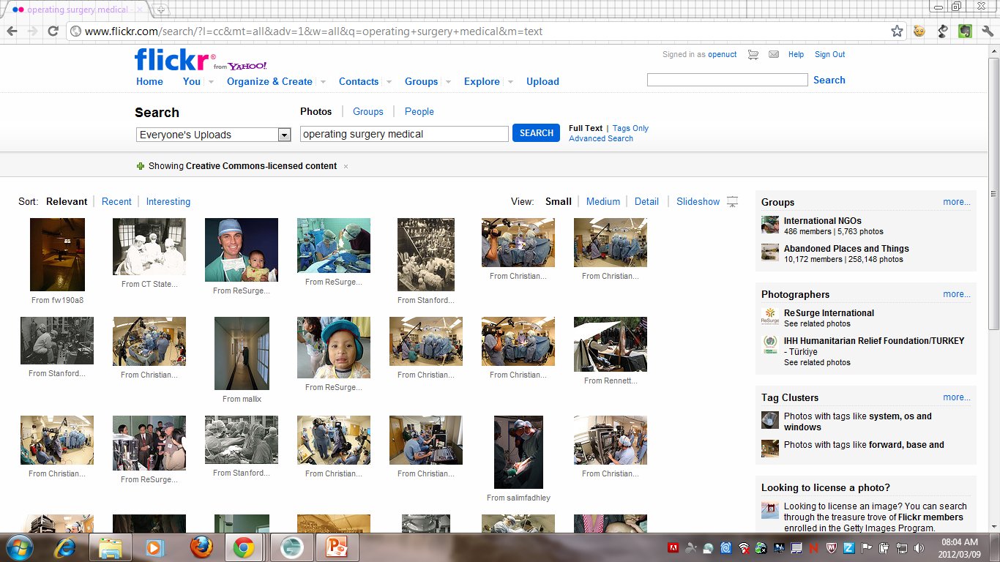 operating surgery medical
www.flickr.com/search/?l=cc&mt=all&adv=1&w=all&q=operating+surgery+medical&m=text
flickr® from YAHOO!
Signed in as openuct Help Sign Out
Home You Organize & Create Contacts Groups Explore Upload Search
Search
Photos Groups People
Everyone's Uploads operating surgery medical SEARCH
Full Text | Tags Only
Advanced Search
Showing Creative Commons-licensed content ×
Sort: Relevant Recent Interesting View: Small Medium Detail Slideshow
From fw190a8
From CT State...
From ReSurge...
From ReSurge...
From Stanford...
From Christian...
From Christian...
From Stanford...
From Christian...
From mallix
From ReSurge...
From Christian...
From Christian...
From Rennett...
From Christian...
From ReSurge...
From Stanford...
From Christian...
From Christian...
From salimfadhley
From Christian...
Groups more...
International NGOs
486 members | 5,763 photos
Abandoned Places and Things
10,172 members | 258,148 photos
Photographers more...
ReSurge International
See related photos
IHH Humanitarian Relief Foundation/TURKEY
- Türkiye
See related photos
Tag Clusters more...
Photos with tags like system, os and
windows
Photos with tags like forward, base and
Looking to license a photo?
Looking to license an image? You can search
through the treasure trove of Flickr members
enrolled in the Getty Images Program.
08:04 AM
2012/03/09